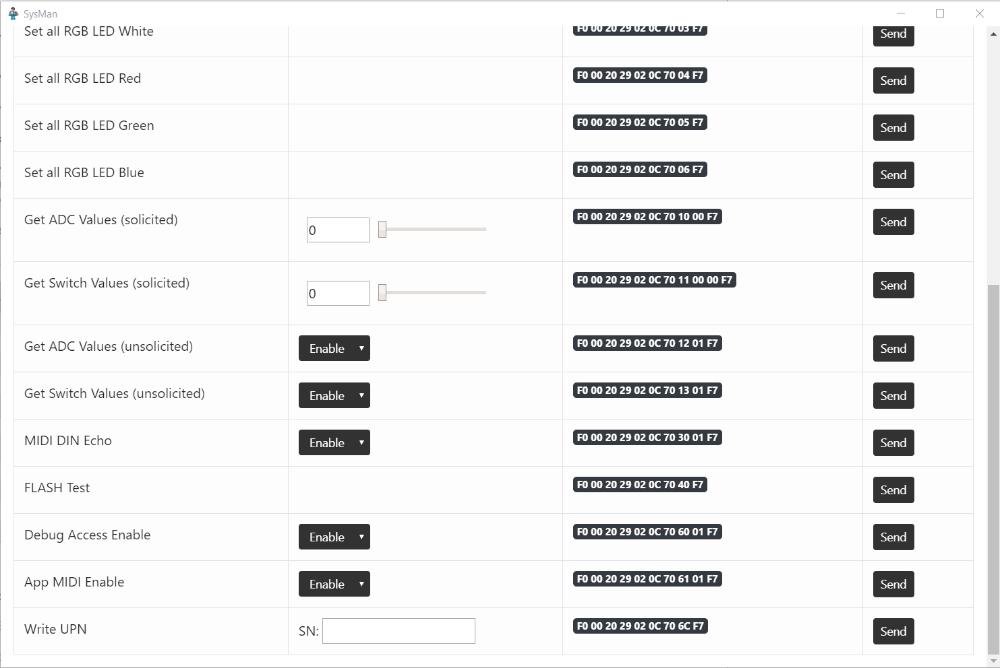 SysMan
Set all RGB LED White F0 00 20 29 02 0C 70 03 F7 Send
Set all RGB LED Red F0 00 20 29 02 0C 70 04 F7 Send
Set all RGB LED Green F0 00 20 29 02 0C 70 05 F7 Send
Set all RGB LED Blue F0 00 20 29 02 0C 70 06 F7 Send
Get ADC Values (solicited) 0 F0 00 20 29 02 0C 70 10 00 F7 Send
Get Switch Values (solicited) 0 F0 00 20 29 02 0C 70 11 00 00 F7 Send
Get ADC Values (unsolicited) Enable F0 00 20 29 02 0C 70 12 01 F7 Send
Get Switch Values (unsolicited) Enable F0 00 20 29 02 0C 70 13 01 F7 Send
MIDI DIN Echo Enable F0 00 20 29 02 0C 70 30 01 F7 Send
FLASH Test F0 00 20 29 02 0C 70 40 F7 Send
Debug Access Enable Enable F0 00 20 29 02 0C 70 60 01 F7 Send
App MIDI Enable Enable F0 00 20 29 02 0C 70 61 01 F7 Send
Write UPN SN: F0 00 20 29 02 0C 70 6C F7 Send